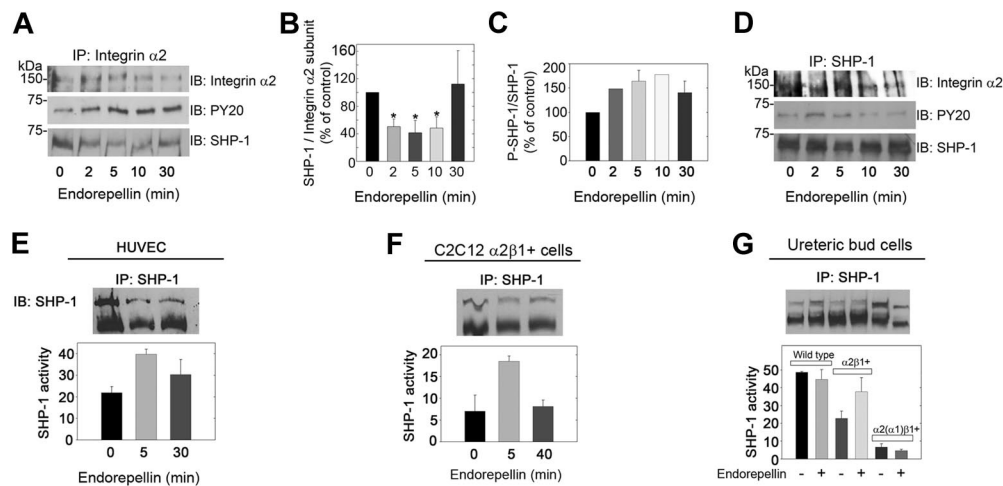 A
IP: Integrin α2
kDa
150-
IB: Integrin α2
75-
IB: PY20
75-
IB: SHP-1
0 2 5 10 30
Endorepellin (min)
B
SHP-1 / Integrin α2 subunit
(% of control)
160
120
80
40
0
* * *
0 2 5 10 30
Endorepellin (min)
C
P-SHP-1/SHP-1
(% of control)
200
150
100
50
0
0 2 5 10 30
Endorepellin (min)
D
IP: SHP-1
kDa
150-
IB: Integrin α2
75-
IB: PY20
75-
IB: SHP-1
0 2 5 10 30
Endorepellin (min)
E
HUVEC
IP: SHP-1
IB: SHP-1
SHP-1 activity
40
30
20
10
0
0 5 30
Endorepellin (min)
F
C2C12 α2β1+ cells
IP: SHP-1
SHP-1 activity
20
15
10
5
0
0 5 40
Endorepellin (min)
G
Ureteric bud cells
IP: SHP-1
SHP-1 activity
50
40
30
20
10
0
Wild type
α2β1+
α2(α1)β1+
Endorepellin - + - + - +